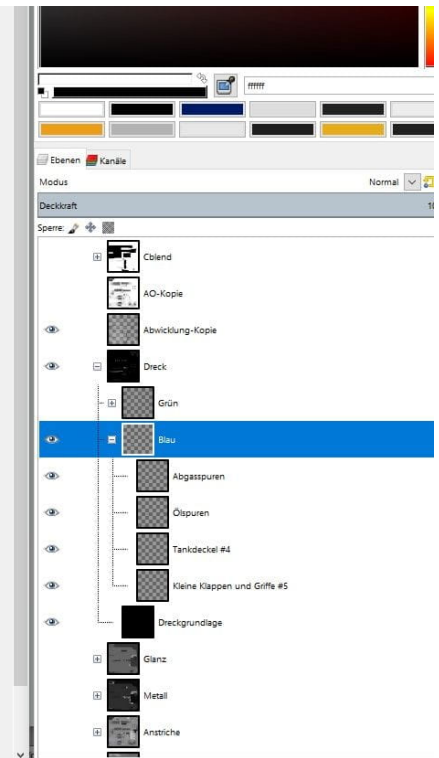 ffffff
Ebenen Kanäle
Modus Normal
Deckkraft 10
Sperre:
Cblend
AO-Kopie
Abwicklung-Kopie
Dreck
Grün
Blau
Abgasspuren
Ölspuren
Tankdeckel #4
Kleine Klappen und Griffe #5
Dreckgrundlage
Glanz
Metall
Anstriche